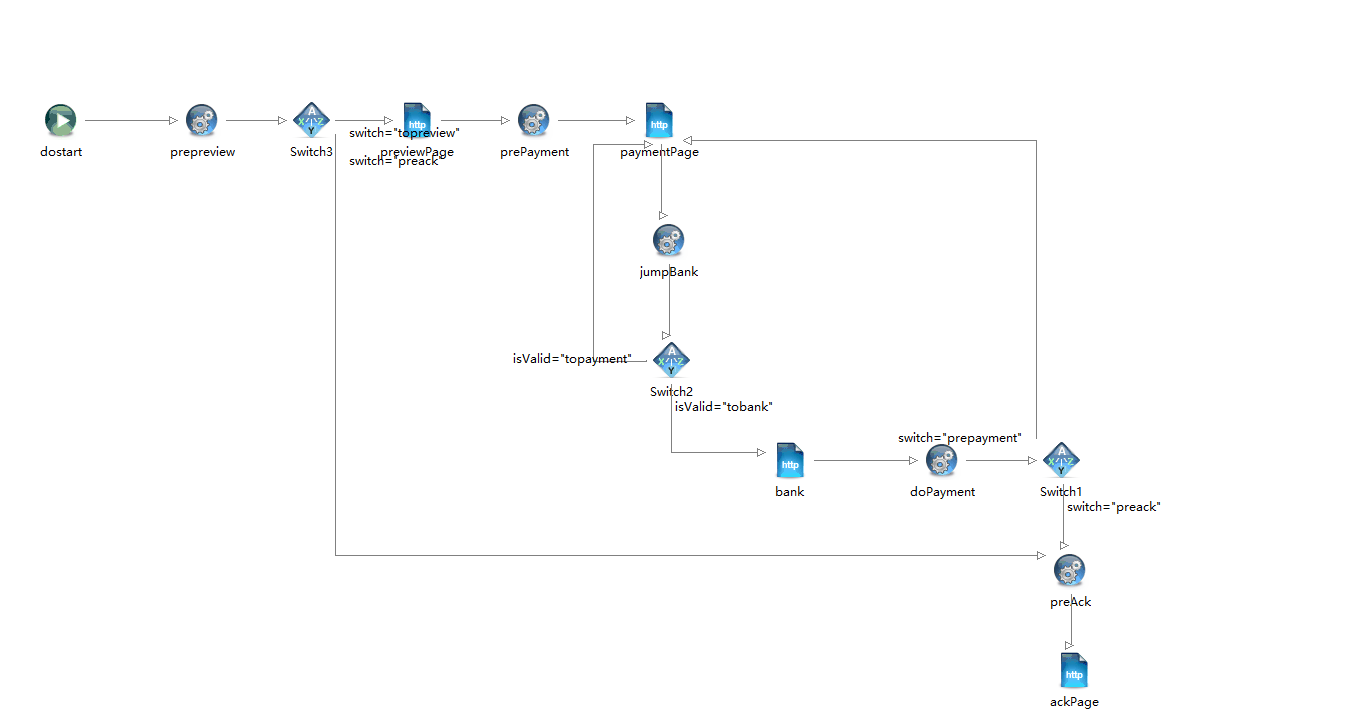 A
X Z
Y
http
http
switch="topreview"
dostart
prepreview
Switch3
previewPage
prePayment
paymentPage
switch="preack"
jumpBank
isValid="topayment"
A
X Z
Y
Switch2
isValid="tobank"
switch="prepayment"
http
A
X Z
Y
bank
doPayment
Switch1
switch="preack"
preAck
http
ackPage